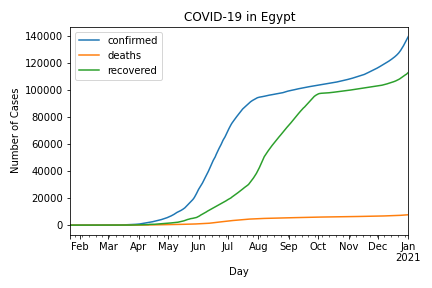 COVID-19 in Egypt
140000
120000
100000
80000
60000
40000
20000
0
Number of Cases
confirmed
deaths
recovered
Feb Mar Apr May Jun Jul Aug Sep Oct Nov Dec Jan
2021
Day